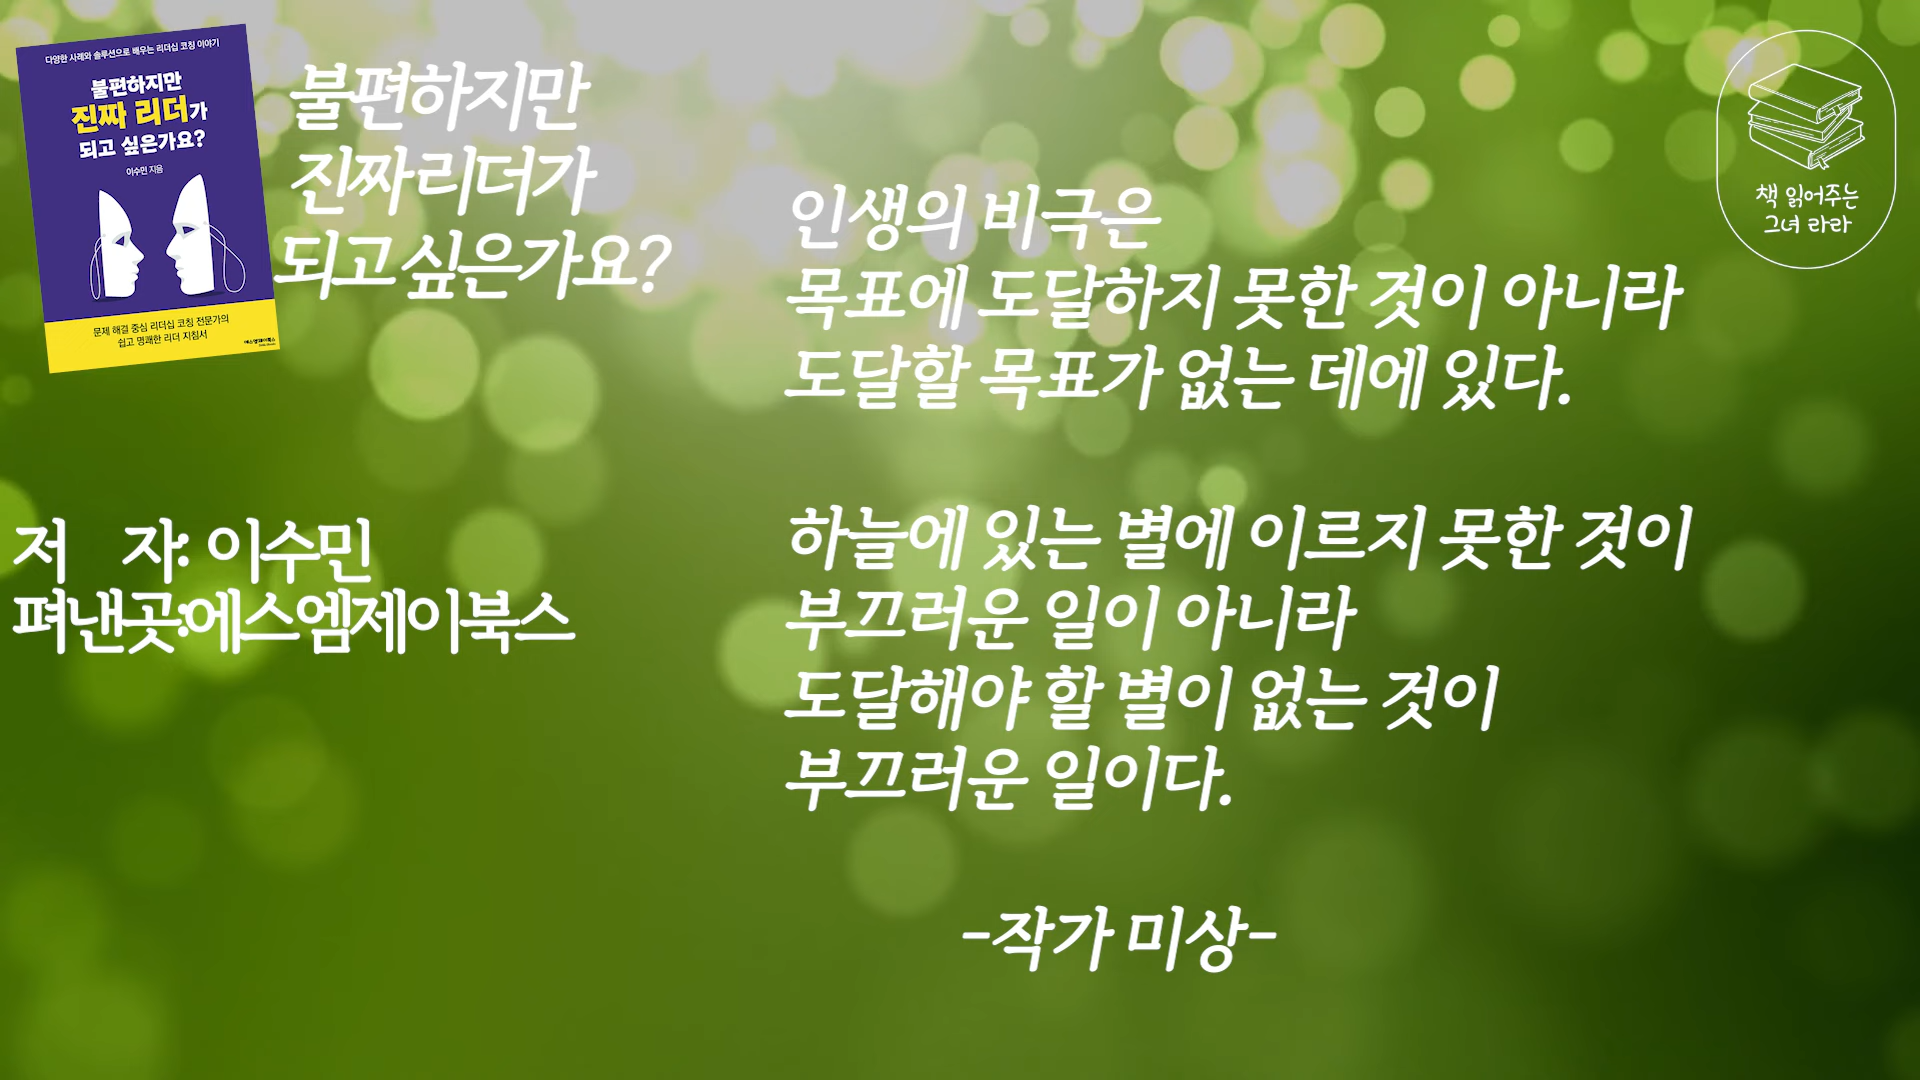 다양한 사례와 솔루션으로 배우는 리더십 코칭 이야기
불편하지만
진짜 리더가
되고 싶은가요?
이수민 지음
문제 해결 중심 리더십 코칭 전문가의
쉽고 명쾌한 리더 지침서
에스엠제이북스
불편하지만
진짜 리더가
되고 싶은가요?
저 자: 이수민
펴낸곳:에스엠제이북스
인생의 비극은
목표에 도달하지 못한 것이 아니라
도달할 목표가 없는 데에 있다.
하늘에 있는 별에 이르지 못한 것이
부끄러운 일이 아니라
도달해야 할 별이 없는 것이
부끄러운 일이다.
-작가 미상-
책 읽어주는
그녀 라라